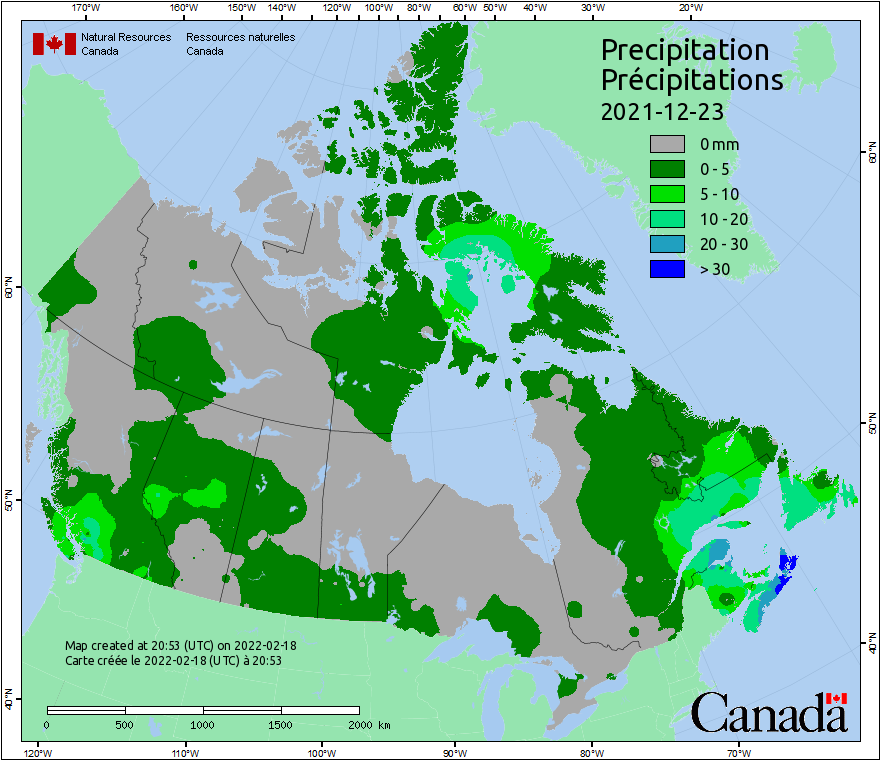 170°W 160°W 150°W 140°W 130°W 120°W 110°W 100°W 90°W 80°W 60°W 50°W 40°W 30°W 20°W
Natural Resources Ressources naturelles
Canada Canada
Precipitation
Précipitations
2021-12-23
0 mm
0 - 5
5 - 10
10 - 20
20 - 30
> 30
60°N
60°N
50°N
50°N
40°N
40°N
Map created at 20:53 (UTC) on 2022-02-18
Carte créée le 2022-02-18 (UTC) à 20:53
0 500 1000 1500 2000 km
Canada
120°W 110°W 100°W 90°W 80°W 70°W